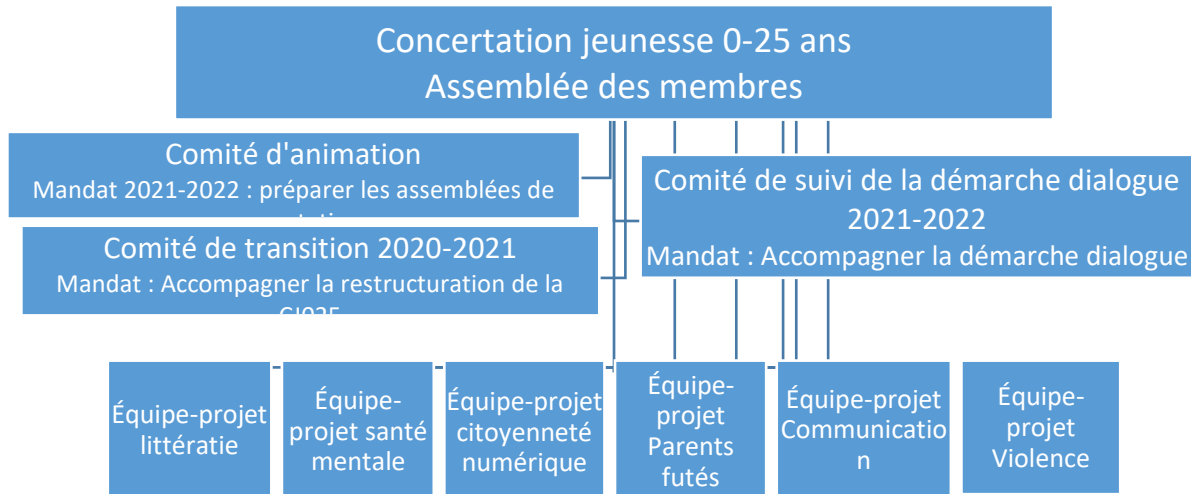 Concertation jeunesse 0-25 ans
Assemblée des membres
Comité d'animation
Mandat 2021-2022 : préparer les assemblées de
Comité de transition 2020-2021
Mandat : Accompagner la restructuration de la
Comité de suivi de la démarche dialogue
2021-2022
Mandat : Accompagner la démarche dialogue
Équipe-projet
littératie
Équipe-
projet santé
mentale
Équipe-projet
citoyenneté
numérique
Équipe-
projet
Parents
futés
Équipe-projet
Communicatio
n
Équipe-
projet
Violence